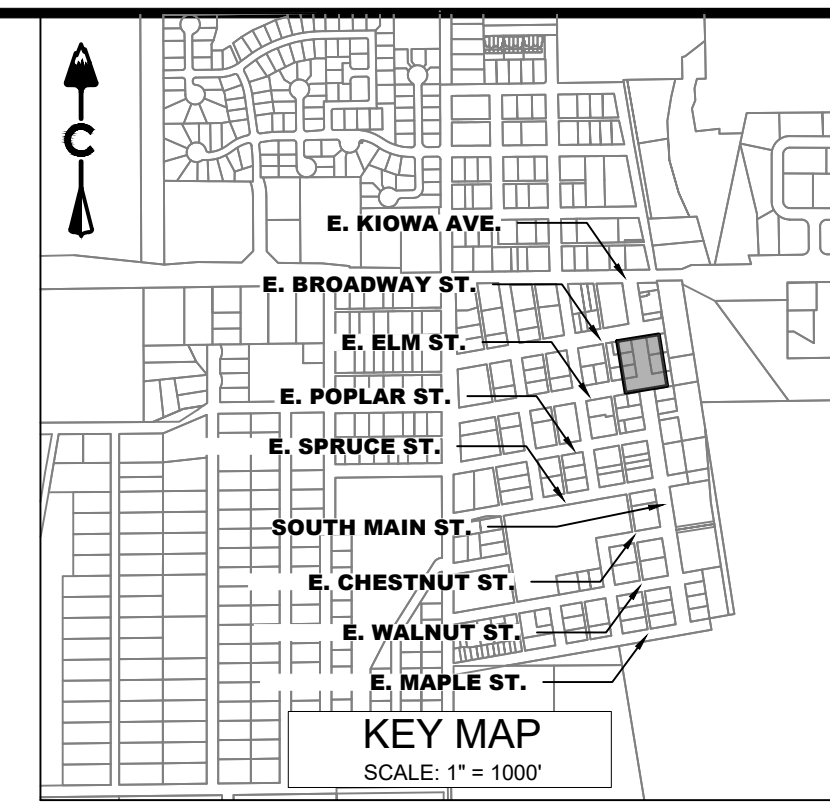 C
E. KIOWA AVE.
E. BROADWAY ST.
E. ELM ST.
E. POPLAR ST.
E. SPRUCE ST.
SOUTH MAIN ST.
E. CHESTNUT ST.
E. WALNUT ST.
E. MAPLE ST.
KEY MAP
SCALE: 1" = 1000'